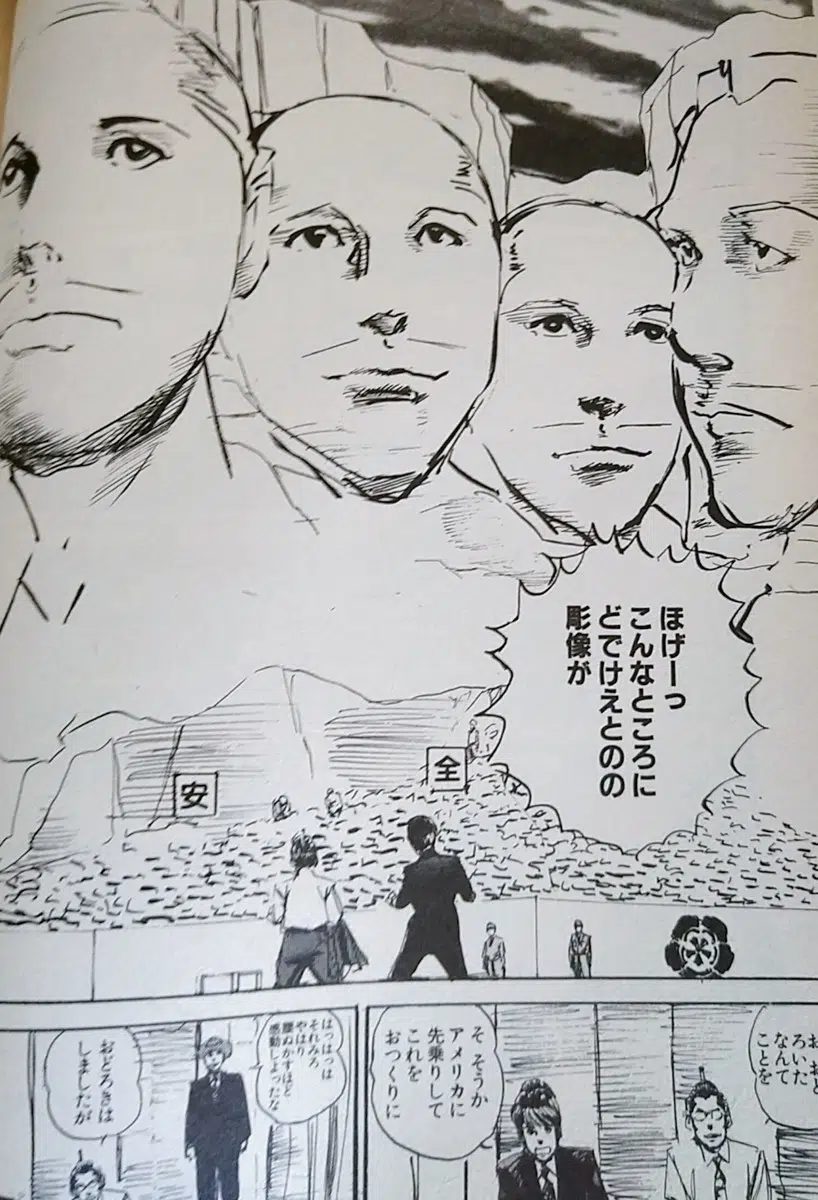 ほげーっ
こんなところに
どでけえとのの
彫像が
安
全
ろいた
なんて
ことを
そ そうか
アメリカに
先乗りして
これを
おつくりに
はっはっは
それみろ
やはり
腰ぬかすほど
感動しよったな
おどろきは
しましたが